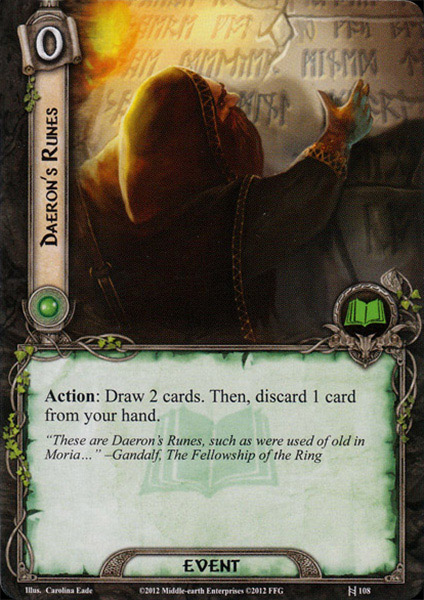 0
DAERON'S RUNES
Action: Draw 2 cards. Then, discard 1 card
from your hand.
"These are Daeron's Runes, such as were used of old in
Moria…" –Gandalf, The Fellowship of the Ring
EVENT
Illus. Carolina Eade
©2012 Middle-earth Enterprises ©2012 FFG
108